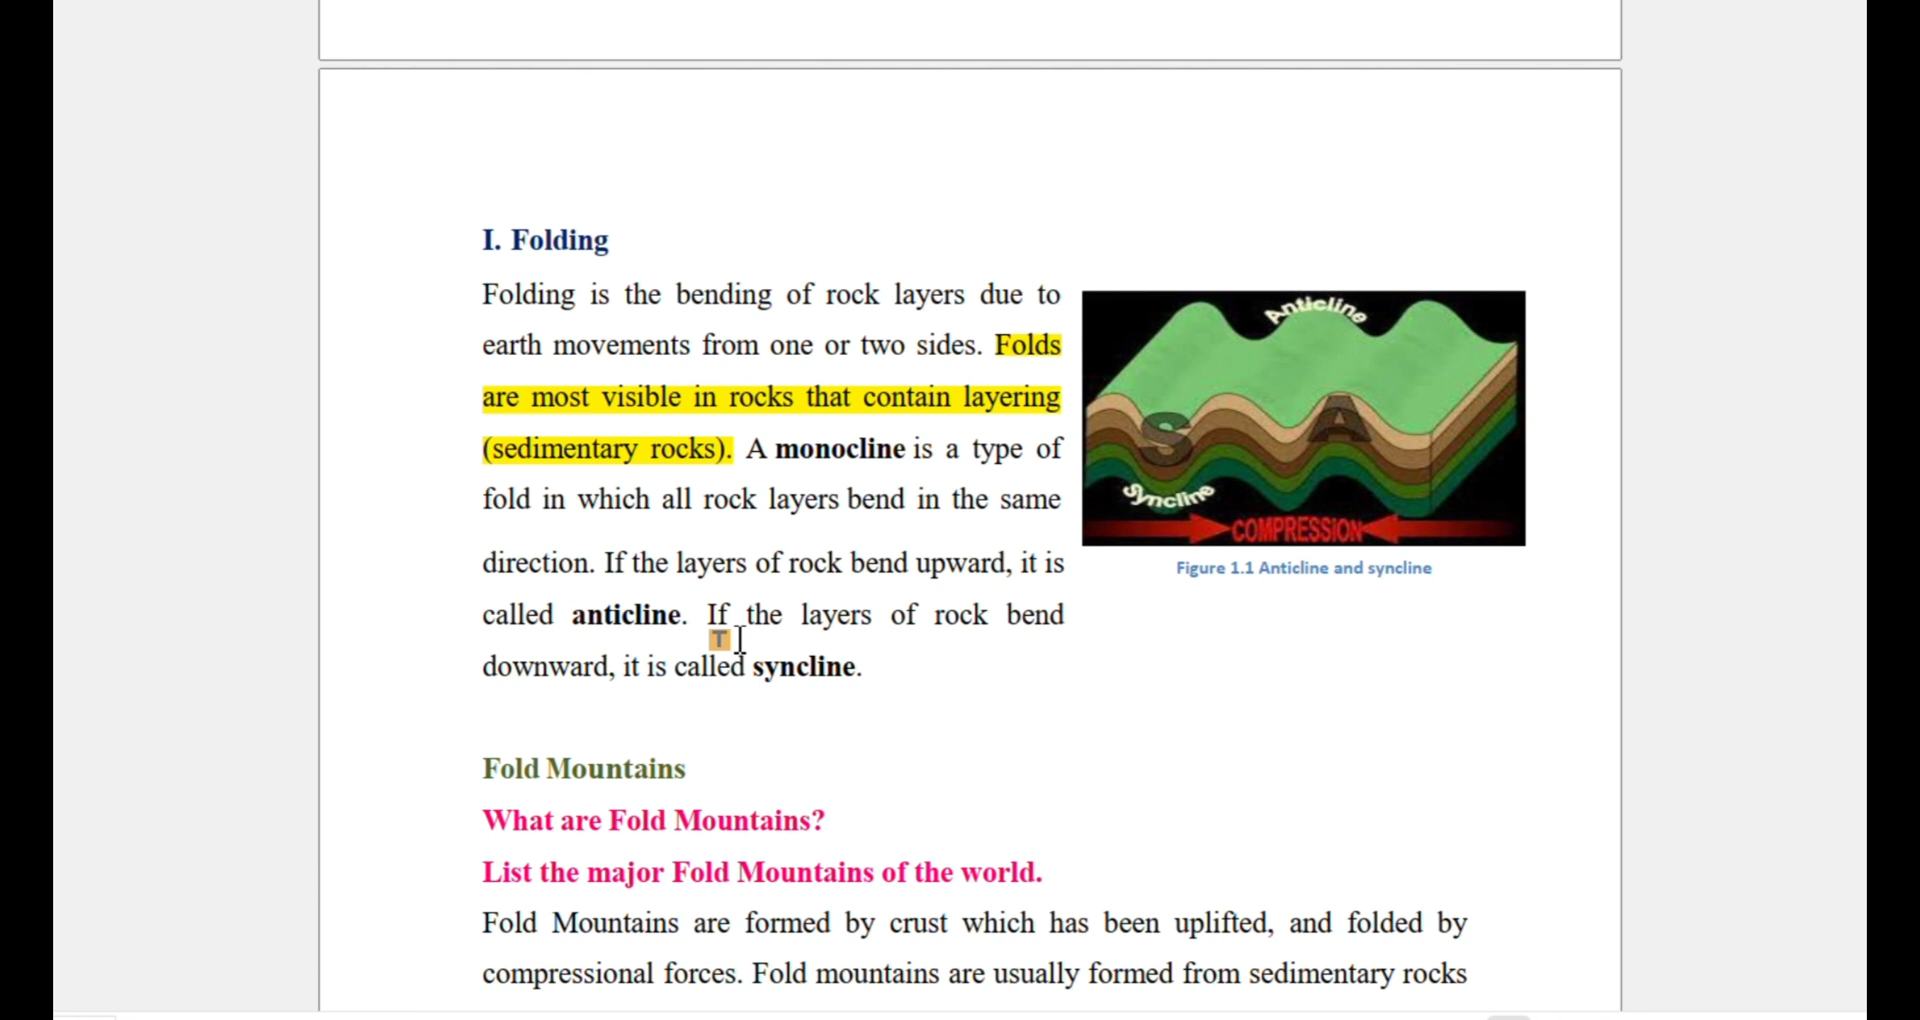 I. Folding
Folding is the bending of rock layers due to
earth movements from one or two sides. Folds
are most visible in rocks that contain layering
(sedimentary rocks). A monocline is a type of
fold in which all rock layers bend in the same
direction. If the layers of rock bend upward, it is
called anticline. If the layers of rock bend
downward, it is called syncline.
Anticline
S
A
Syncline
COMPRESSION
Figure 1.1 Anticline and syncline
T
Fold Mountains
What are Fold Mountains?
List the major Fold Mountains of the world.
Fold Mountains are formed by crust which has been uplifted, and folded by
compressional forces. Fold mountains are usually formed from sedimentary rocks